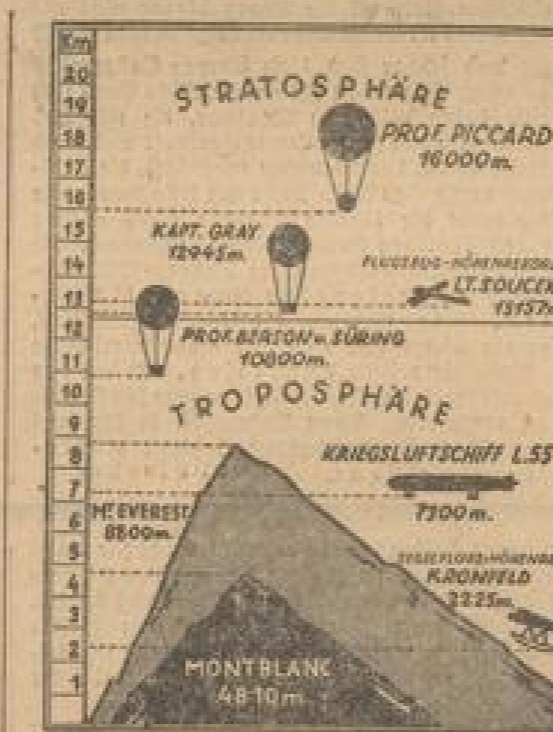 Km
20
19
18
17
16
15
14
13
12
11
10
9
8
7
6
5
4
3
2
1
STRATOSPHÄRE
PROF. PICCARD
16000m.
KAPT. GRAY
12945m.
LT. SOUCEK
PROF. BERSON u. SÜRING
10800m.
TROPOSPHÄRE
KRIEGSLUFTSCHIFF L.55
7300m.
MT. EVEREST
8800m.
KRONFELD
2225m.
MONTBLANC
4810m.